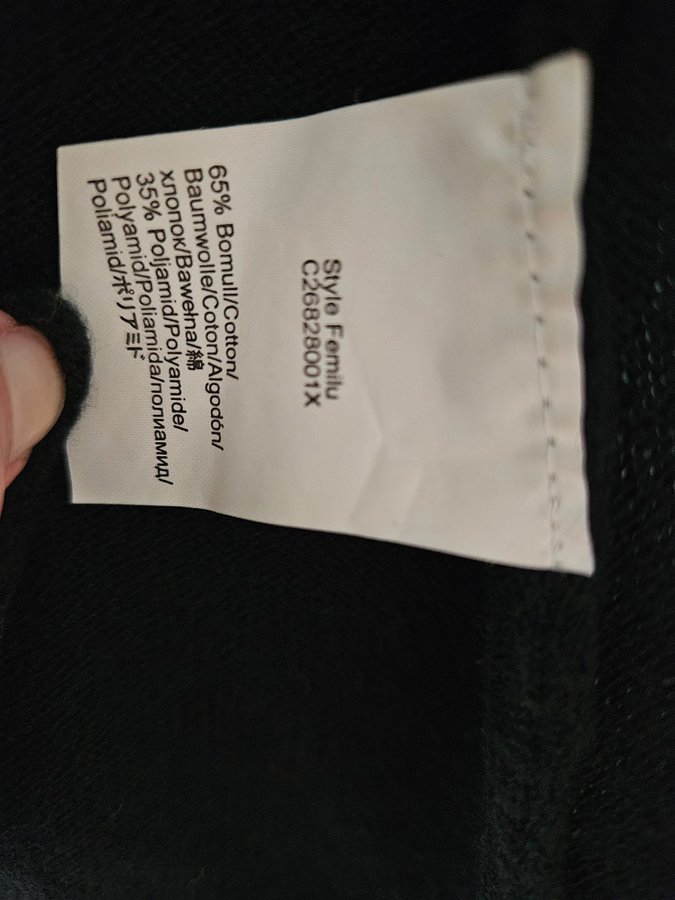 Style Femilu
C26828001X
65% Bomull/Cotton/
Baumwolle/Coton/Algodón/
хлопок/Bawełna/綿
35% Poljamid/Polyamide/
Polyamid/Poliamida/полиамид/
Poliamid/ポリアミド